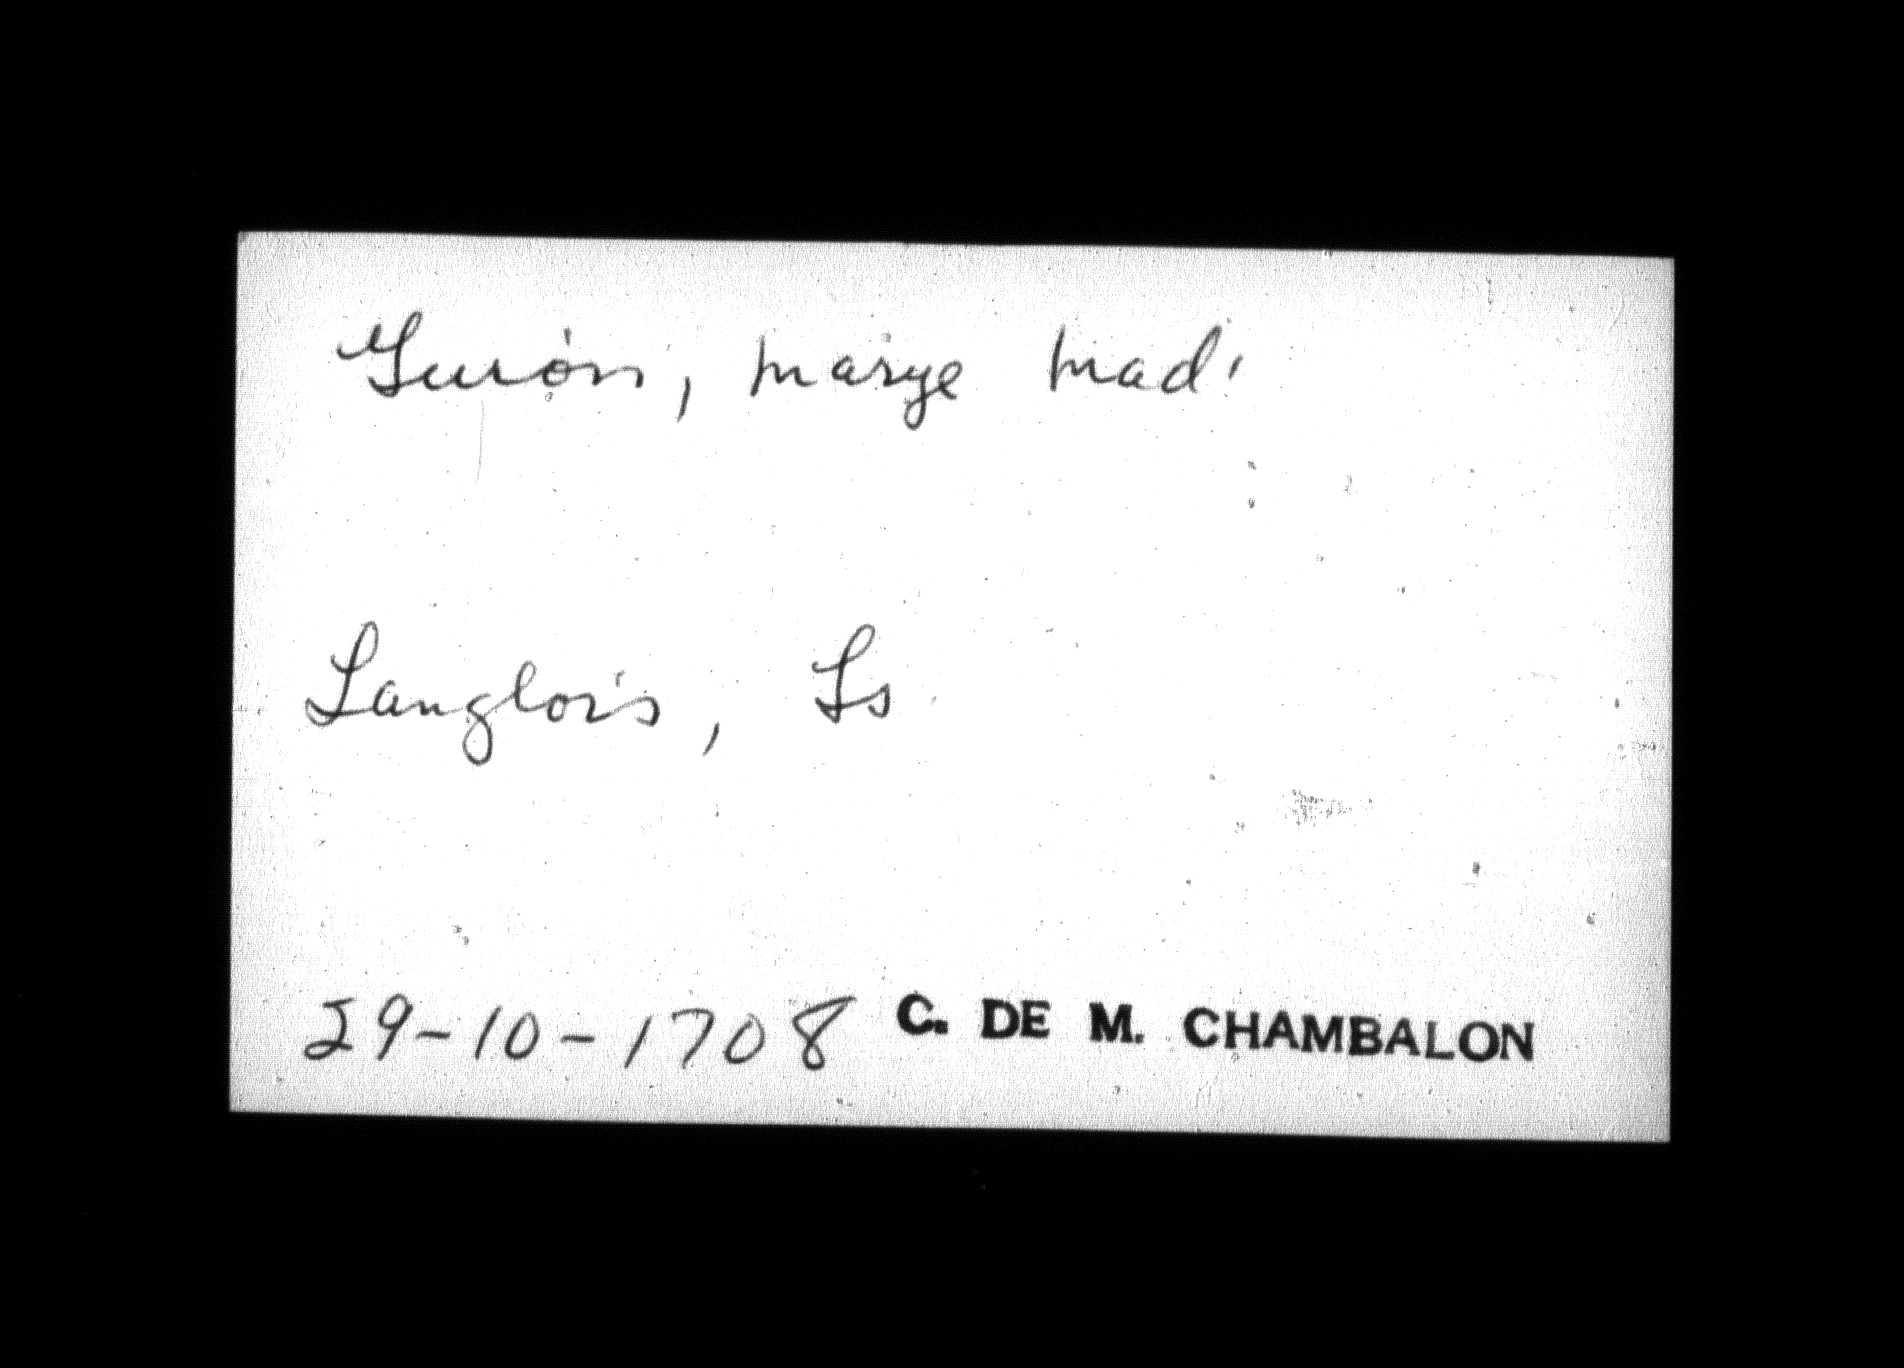 Guion, Marye Mad.
Langlois, Ls
29-10-1708 C. DE M. CHAMBALON